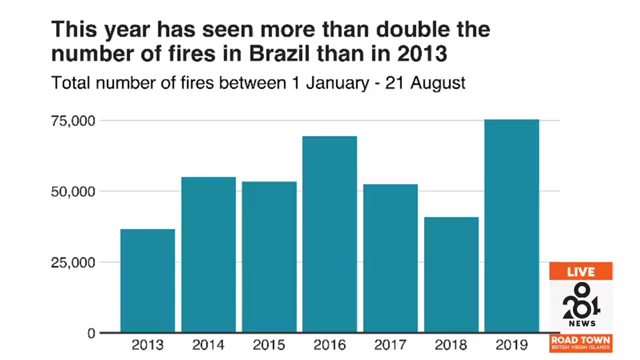 This year has seen more than double the
number of fires in Brazil than in 2013
Total number of fires between 1 January - 21 August
75,000
50,000
25,000
0
2013
2014
2015
2016
2017
2018
2019
LIVE
284
NEWS
ROAD TOWN
BRITISH VIRGIN ISLANDS